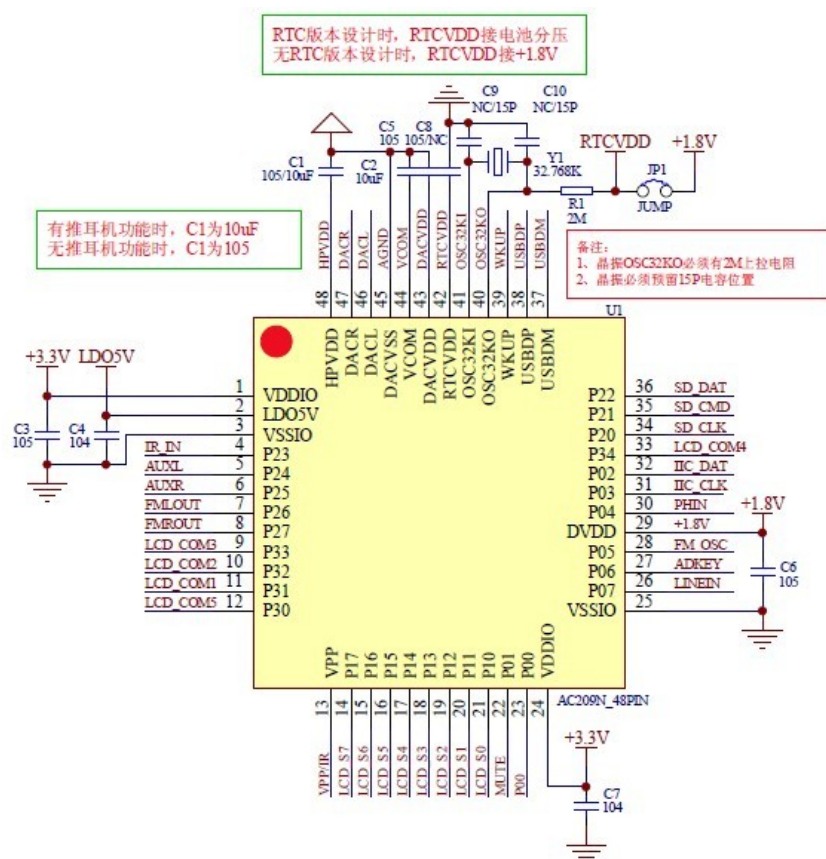 RTC版本设计时，RTCVDD接电池分压
无RTC版本设计时，RTCVDD接+1.8V
C9
NC/15P
C10
NC/15P
C5
105
C8
105/NC
C1
105/10uF
C2
10uF
Y1
32.768K
RTCVDD
+1.8V
R1
2M
JP1
JUMP
有推耳机功能时，C1为10uF
无推耳机功能时，C1为105
备注：
1、晶振OSC32KO必须有2M上拉电阻
2、晶振必须预留15P电容位置
HPVDD
DACR
DACL
AGND
VCOM
DACVDD
RTCVDD
OSC32KI
OSC32KO
WKUP
USBDP
USBDM
48
47
46
45
44
43
42
41
40
39
38
37
U1
HPVDD
DACR
DACL
DACVSS
VCOM
DACVDD
RTCVDD
OSC32KI
OSC32KO
WKUP
USBDP
USBDM
+3.3V
LDO5V
C3
105
C4
104
1 VDDIO
2 LDO5V
3 VSSIO
IR_IN 4 P23
AUXL 5 P24
AUXR 6 P25
FMLOUT 7 P26
FMROUT 8 P27
LCD_COM3 9 P33
LCD_COM2 10 P32
LCD_COM1 11 P31
LCD_COM5 12 P30
P22 36 SD_DAT
P21 35 SD_CMD
P20 34 SD_CLK
P34 33 LCD_COM4
P02 32 IIC_DAT
P03 31 IIC_CLK
P04 30 PHIN
DVDD 29 +1.8V
P05 28 FM_OSC
P06 27 ADKEY
P07 26 LINEIN
VSSIO 25
+1.8V
C6
105
VPP
P17
P16
P15
P14
P13
P12
P11
P10
P01
P00
VDDIO
13
14
15
16
17
18
19
20
21
22
23
24
AC209N_48PIN
VPP/IR
LCD_S7
LCD_S6
LCD_S5
LCD_S4
LCD_S3
LCD_S2
LCD_S1
LCD_S0
MUTE
P00
+3.3V
C7
104